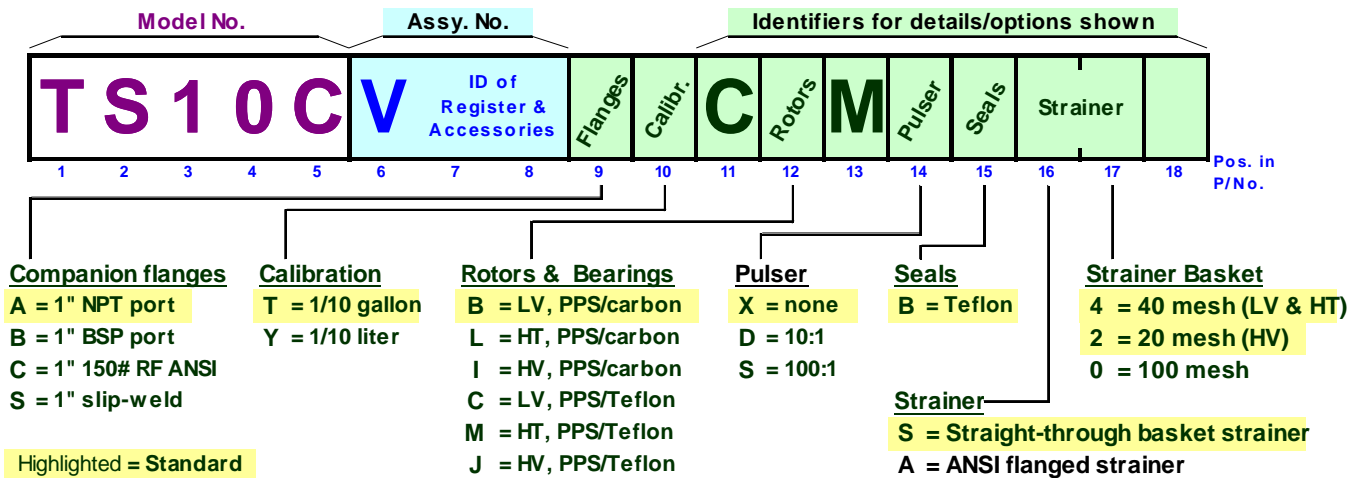 Model No. Assy. No. Identifiers for details/options shown
T S 1 0 C V ID of Register & Accessories Flanges Calibr. C Rotors M Pulser Seals Strainer
1 2 3 4 5 6 7 8 9 10 11 12 13 14 15 16 17 18 Pos. in P/No.
Companion flanges
A = 1" NPT port
B = 1" BSP port
C = 1" 150# RF ANSI
S = 1" slip-weld
Highlighted = Standard
Calibration
T = 1/10 gallon
Y = 1/10 liter
Rotors & Bearings
B = LV, PPS/carbon
L = HT, PPS/carbon
I = HV, PPS/carbon
C = LV, PPS/Teflon
M = HT, PPS/Teflon
J = HV, PPS/Teflon
Pulser
X = none
D = 10:1
S = 100:1
Seals
B = Teflon
Strainer Basket
4 = 40 mesh (LV & HT)
2 = 20 mesh (HV)
0 = 100 mesh
Strainer
S = Straight-through basket strainer
A = ANSI flanged strainer